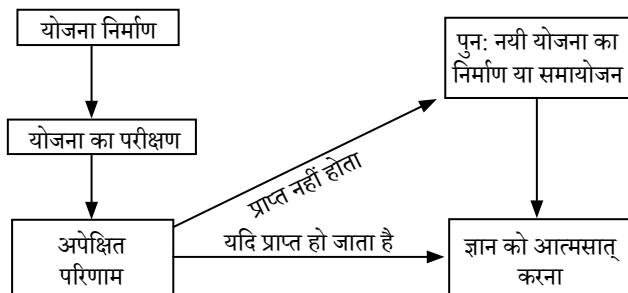 योजना निर्माण
योजना का परीक्षण
अपेक्षित
परिणाम
प्राप्त नहीं होता
यदि प्राप्त हो जाता है
पुन: नयी योजना का
निर्माण या समायोजन
ज्ञान को आत्मसात्
करना